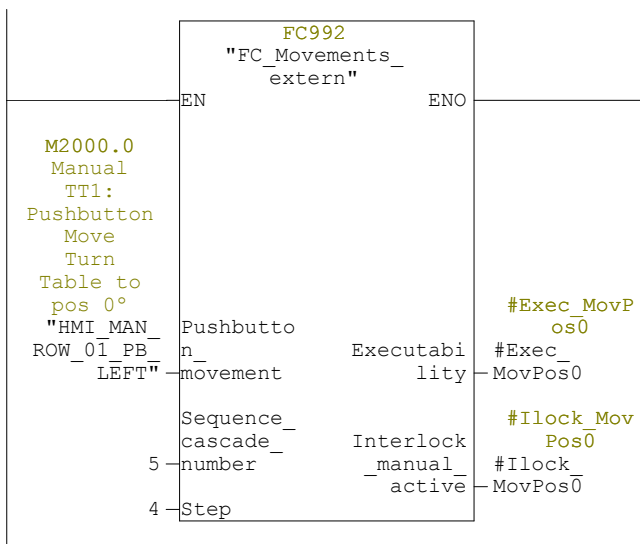 FC992
"FC_Movements_
extern"
EN
ENO
M2000.0
Manual
TT1:
Pushbutton
Move
Turn
Table to
pos 0°
"HMI_MAN_
ROW_01_PB_
LEFT"
Pushbutto
n_
movement
Executabi
lity
#Exec_MovP
os0
#Exec_
MovPos0
Sequence_
cascade_
number
5
Interlock
_manual_
active
#Ilock_Mov
Pos0
#Ilock_
MovPos0
4
Step